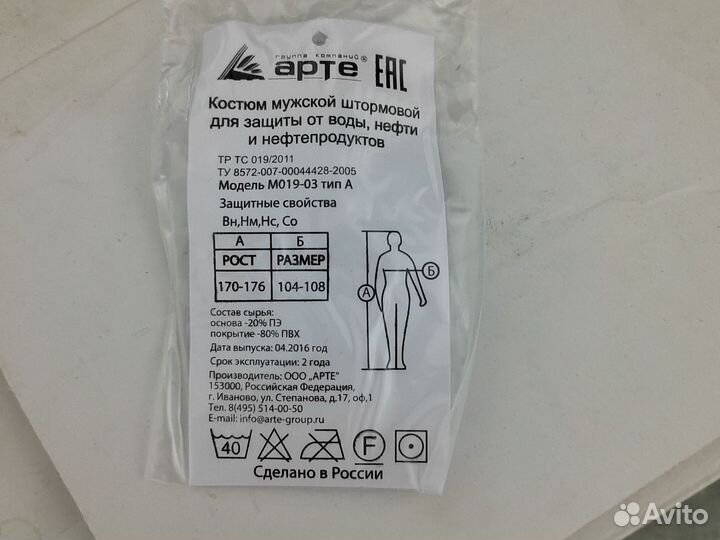 группа компаний®
арте ЕАС
Костюм мужской штормовой
для защиты от воды, нефти
и нефтепродуктов
ТР ТС 019/2011
ТУ 8572-007-00044428-2005
Модель М019-03 тип А
Защитные свойства
Вн,Нм,Нс, Со
А Б
РОСТ РАЗМЕР
170-176 104-108
А Б
Состав сырья:
основа -20% ПЭ
покрытие -80% ПВХ
Дата выпуска: 04.2016 год
Срок эксплуатации: 2 года
Производитель: ООО „АРТЕ"
153000, Российская Федерация,
г. Иваново, ул. Степанова, д.17, оф,1
Тел. 8(495) 514-00-50
E-mail: info@arte-group.ru
40 F
Сделано в России
Avito